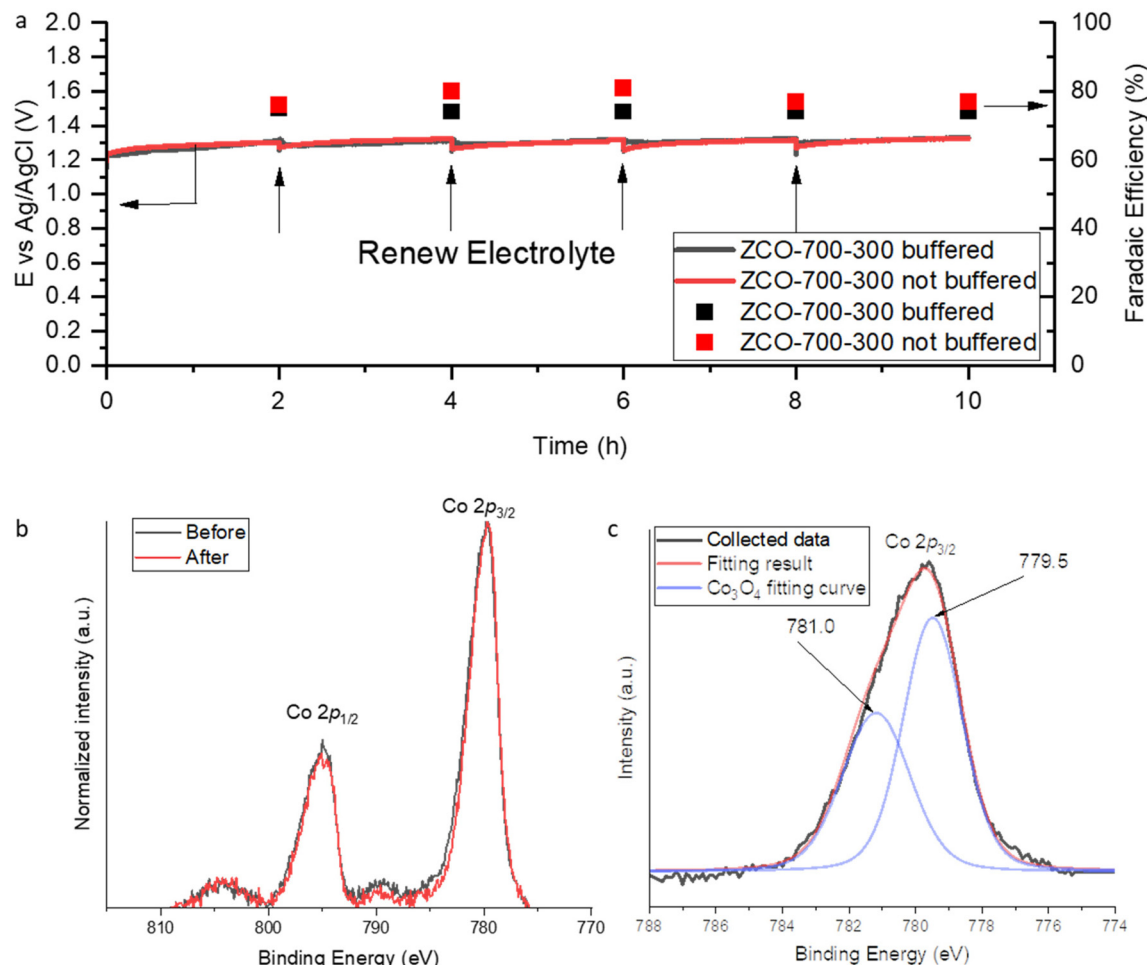 a
2.0
1.8
1.6
1.4
1.2
1.0
0.8
0.6
0.4
0.2
0.0
E vs Ag/AgCl (V)
100
80
60
40
20
0
Faradaic Efficiency (%)
Renew Electrolyte
ZCO-700-300 buffered
ZCO-700-300 not buffered
ZCO-700-300 buffered
ZCO-700-300 not buffered
0 2 4 6 8 10
Time (h)
b
Before
After
Co 2p3/2
Co 2p1/2
Normalized intensity (a.u.)
810 800 790 780 770
Binding Energy (eV)
c
Collected data
Fitting result
Co3O4 fitting curve
Co 2p3/2
779.5
781.0
Intensity (a.u.)
788 786 784 782 780 778 776 774
Binding Energy (eV)